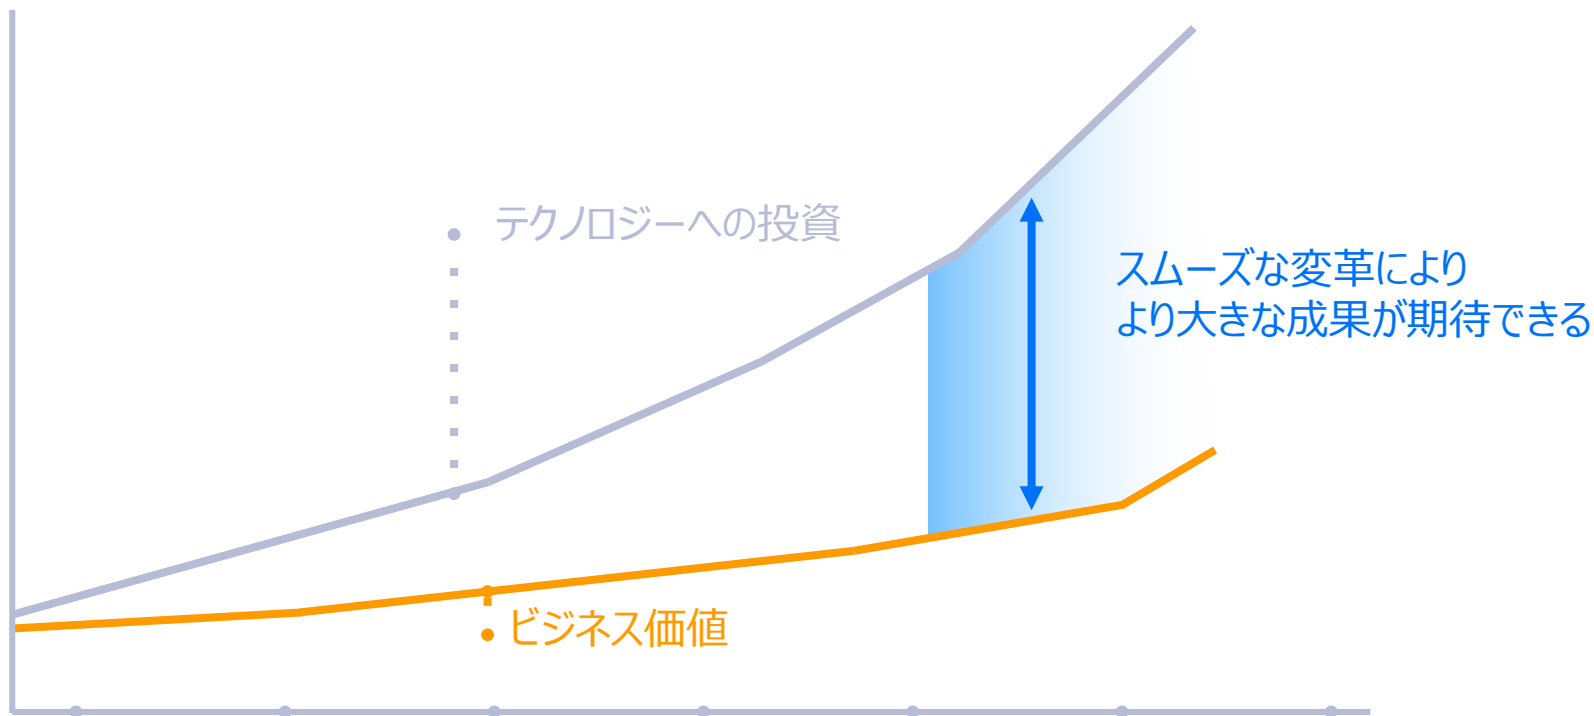 テクノロジーへの投資
スムーズな変革により
より大きな成果が期待できる
ビジネス価値